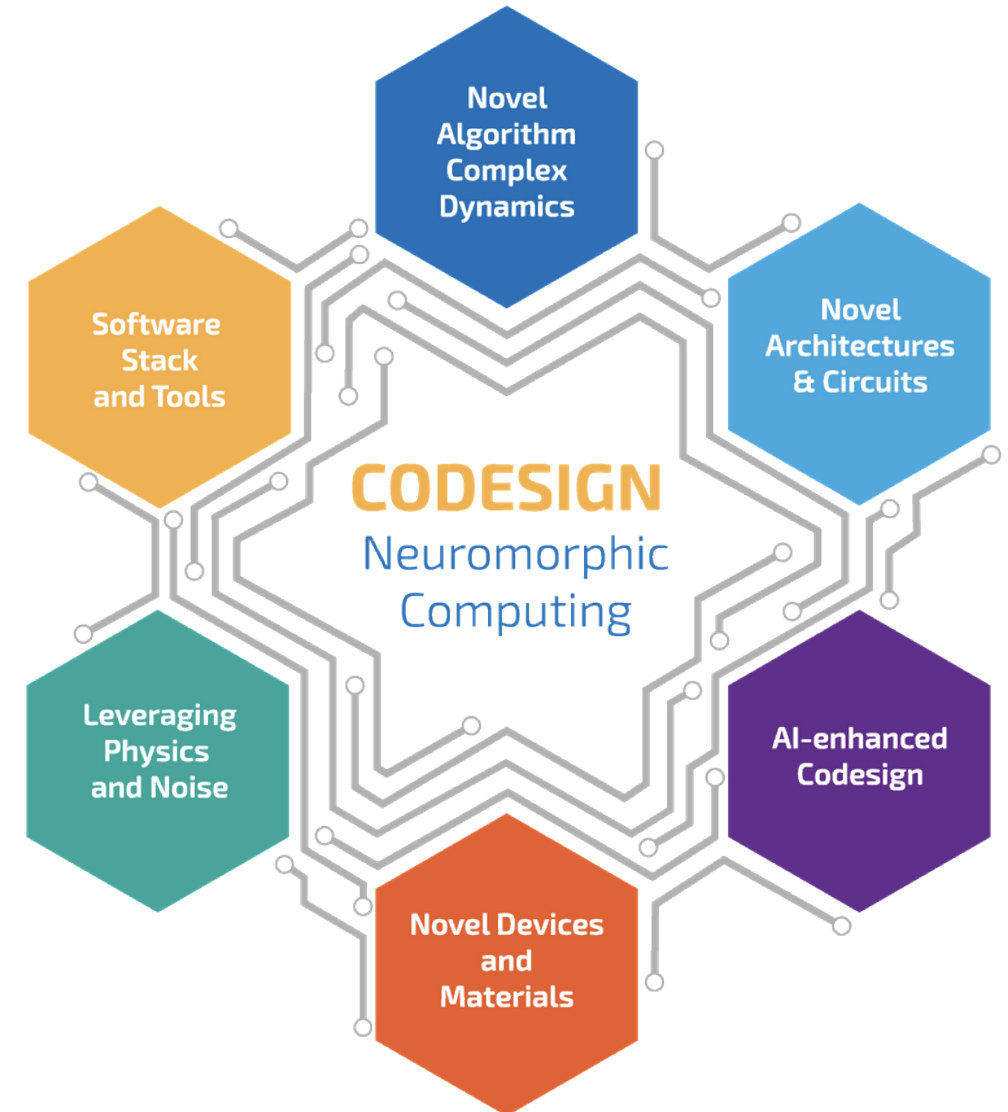 Novel
Algorithm
Complex
Dynamics
Novel
Architectures
& Circuits
Software
Stack
and Tools
CODESIGN
Neuromorphic
Computing
Leveraging
Physics
and Noise
AI-enhanced
Codesign
Novel Devices
and
Materials